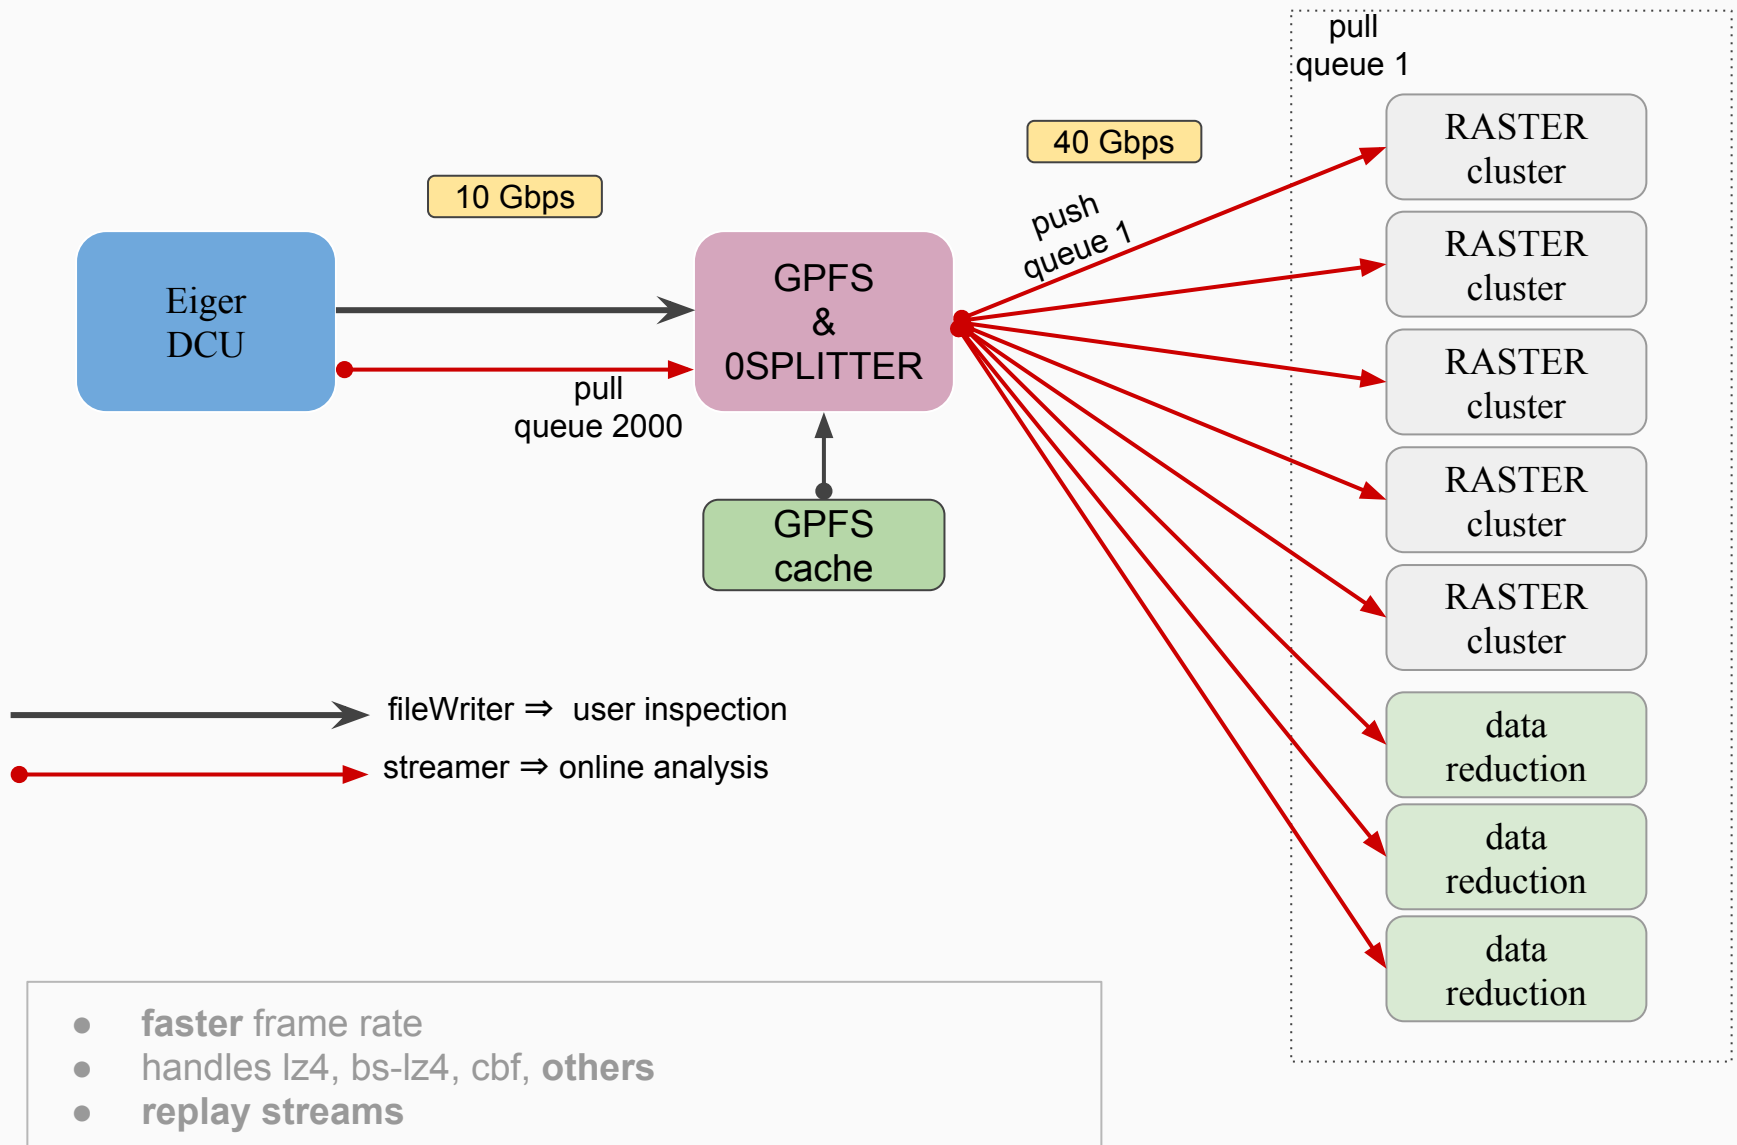 pull
queue 1
40 Gbps
10 Gbps
push
queue 1
Eiger
DCU
GPFS
&
0SPLITTER
pull
queue 2000
GPFS
cache
RASTER
cluster
RASTER
cluster
RASTER
cluster
RASTER
cluster
RASTER
cluster
data
reduction
data
reduction
data
reduction
fileWriter ⇒ user inspection
streamer ⇒ online analysis
● faster frame rate
● handles lz4, bs-lz4, cbf, others
● replay streams